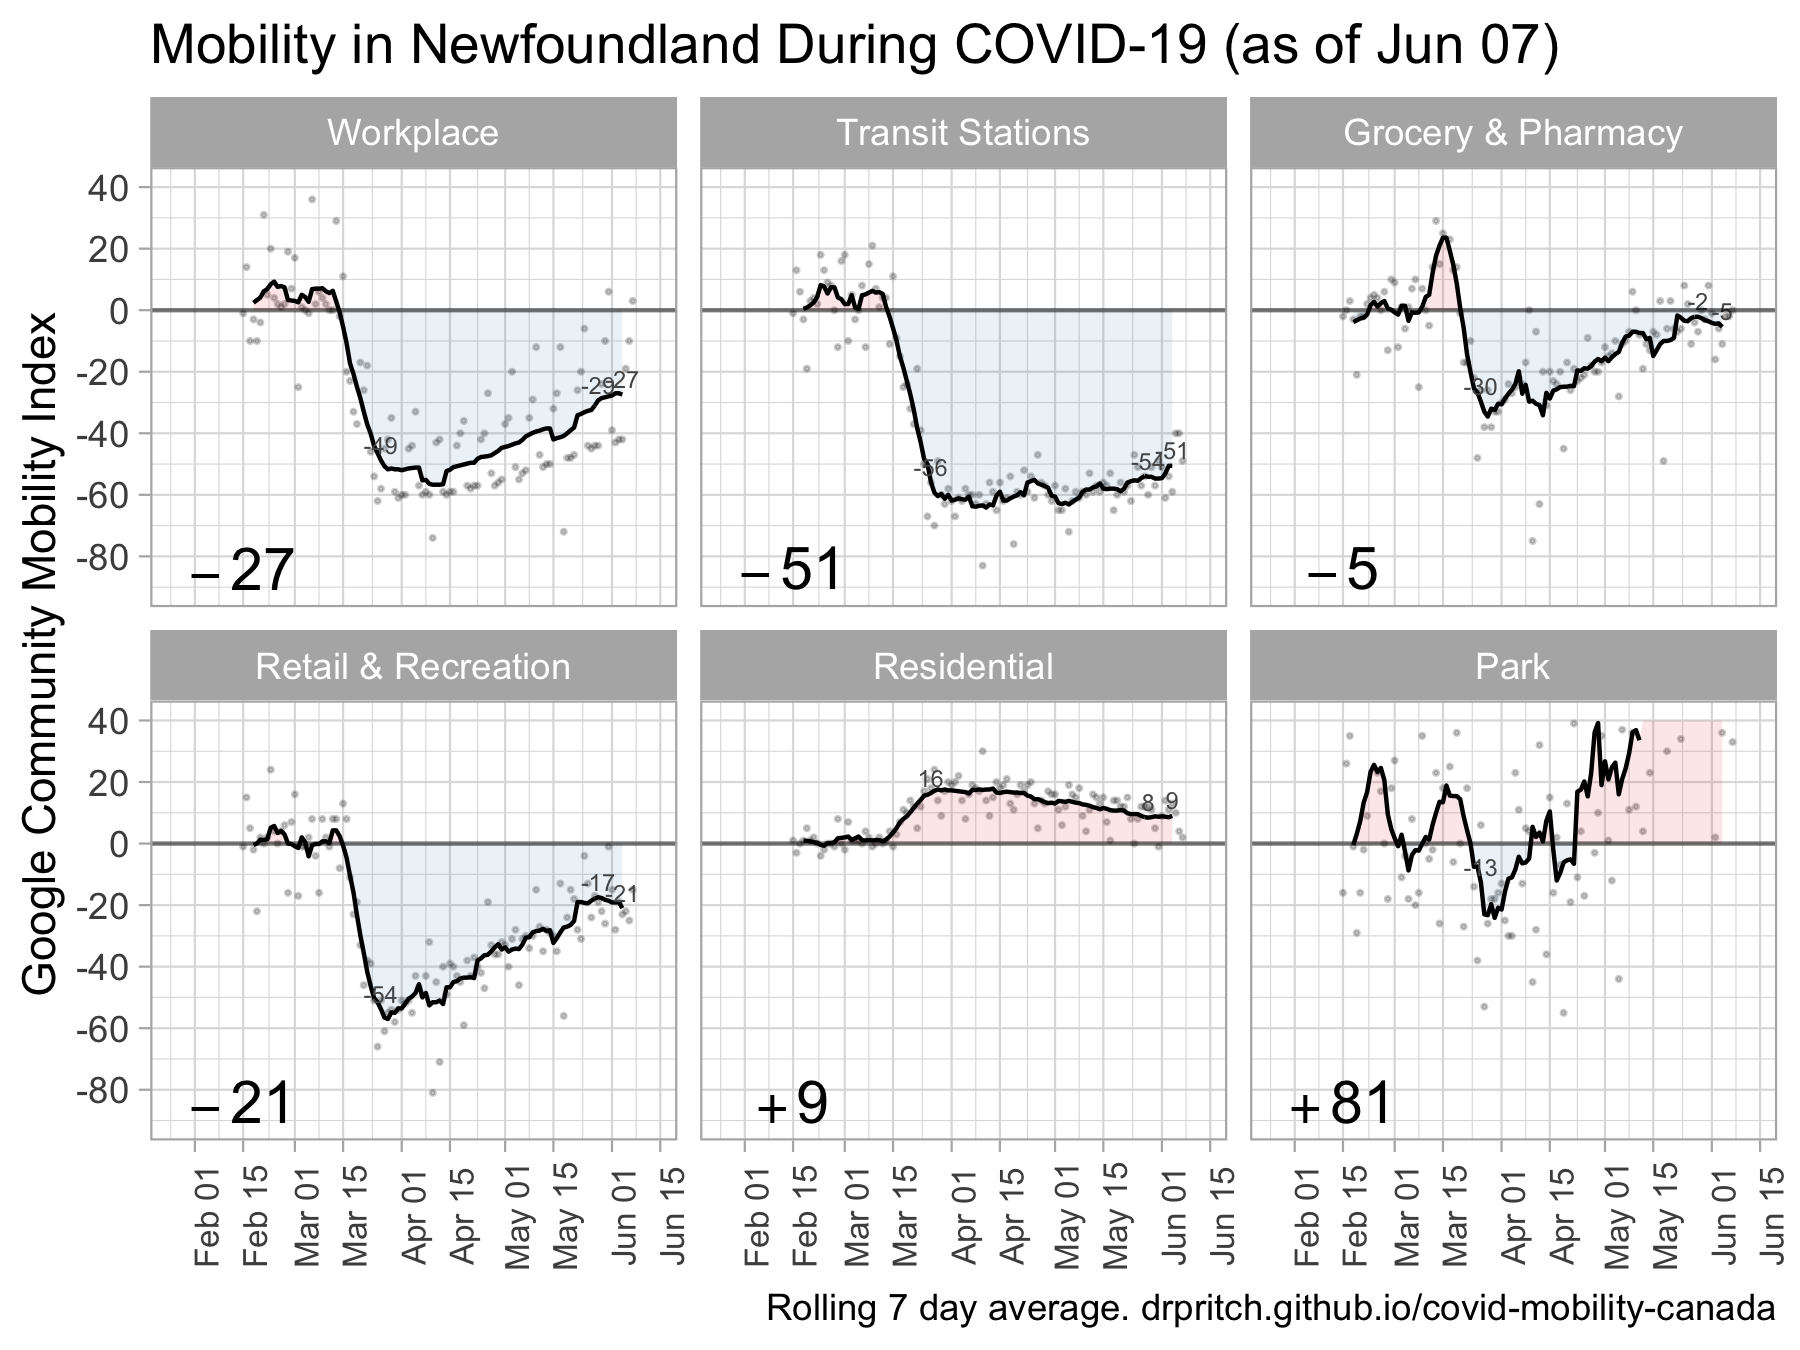 Mobility in Newfoundland During COVID-19 (as of Jun 07)
Google Community Mobility Index
Workplace
Transit Stations
Grocery & Pharmacy
40
20
0
-20
-40
-60
-80
-49
-29
-27
−27
-56
-54
-51
−51
-30
-2
-5
−5
Retail & Recreation
Residential
Park
40
20
0
-20
-40
-60
-80
-54
-17
-21
−21
16
8
9
+9
-13
+81
Feb 01
Feb 15
Mar 01
Mar 15
Apr 01
Apr 15
May 01
May 15
Jun 01
Jun 15
Feb 01
Feb 15
Mar 01
Mar 15
Apr 01
Apr 15
May 01
May 15
Jun 01
Jun 15
Feb 01
Feb 15
Mar 01
Mar 15
Apr 01
Apr 15
May 01
May 15
Jun 01
Jun 15
Rolling 7 day average. drpritch.github.io/covid-mobility-canada